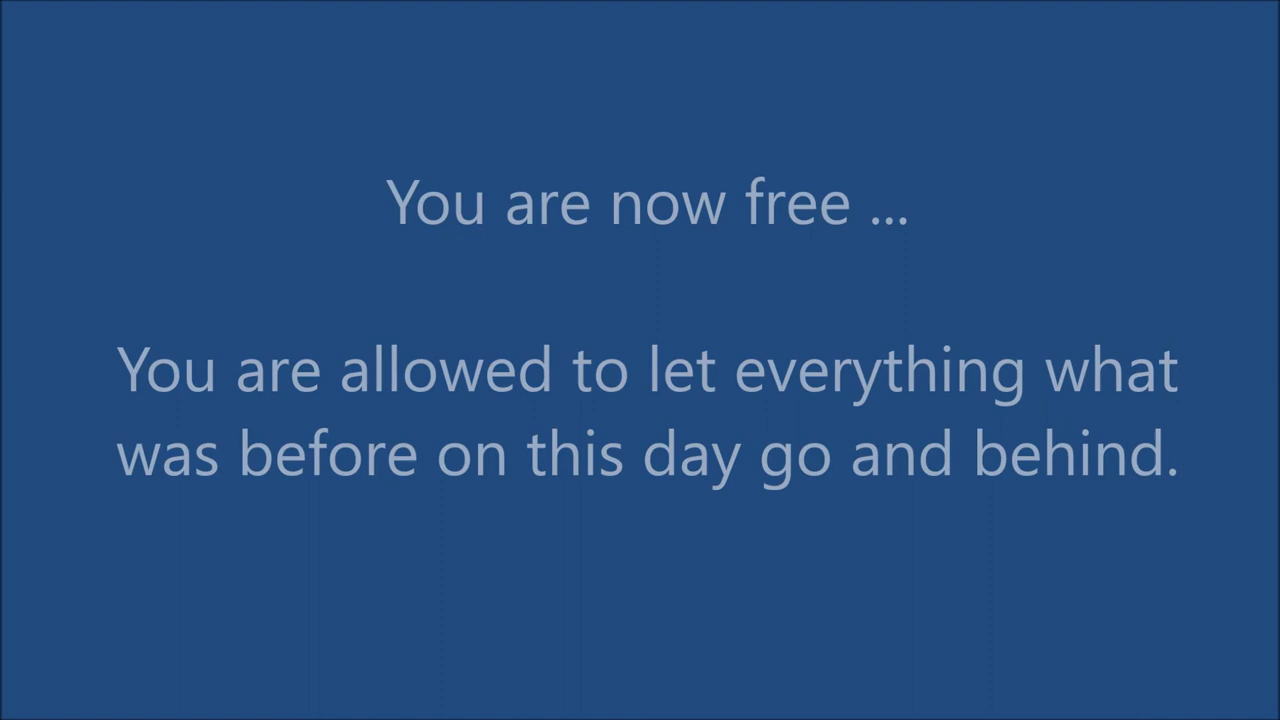 You are now free ...
You are allowed to let everything what
was before on this day go and behind.